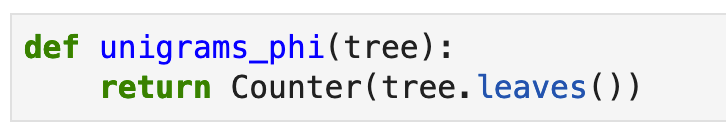 def unigrams_phi(tree):
    return Counter(tree.leaves())